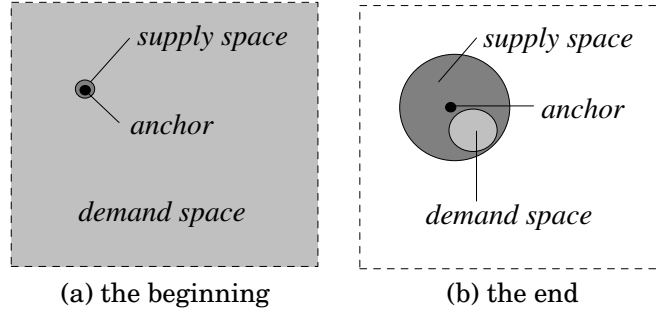 supply space
anchor
demand space
(a) the beginning
supply space
anchor
demand space
(b) the end